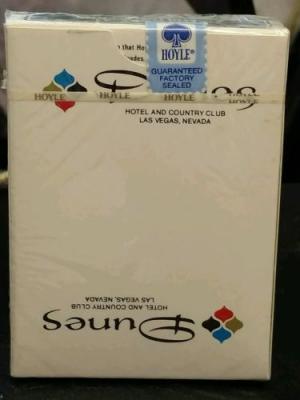 that Ho
HOYLE®
GUARANTEED
FACTORY
SEALED
HOYLE HOYLE HOYLE HOYLE
HOTEL AND COUNTRY CLUB
LAS VEGAS, NEVADA
Dunes
HOTEL AND COUNTRY CLUB
LAS VEGAS, NEVADA